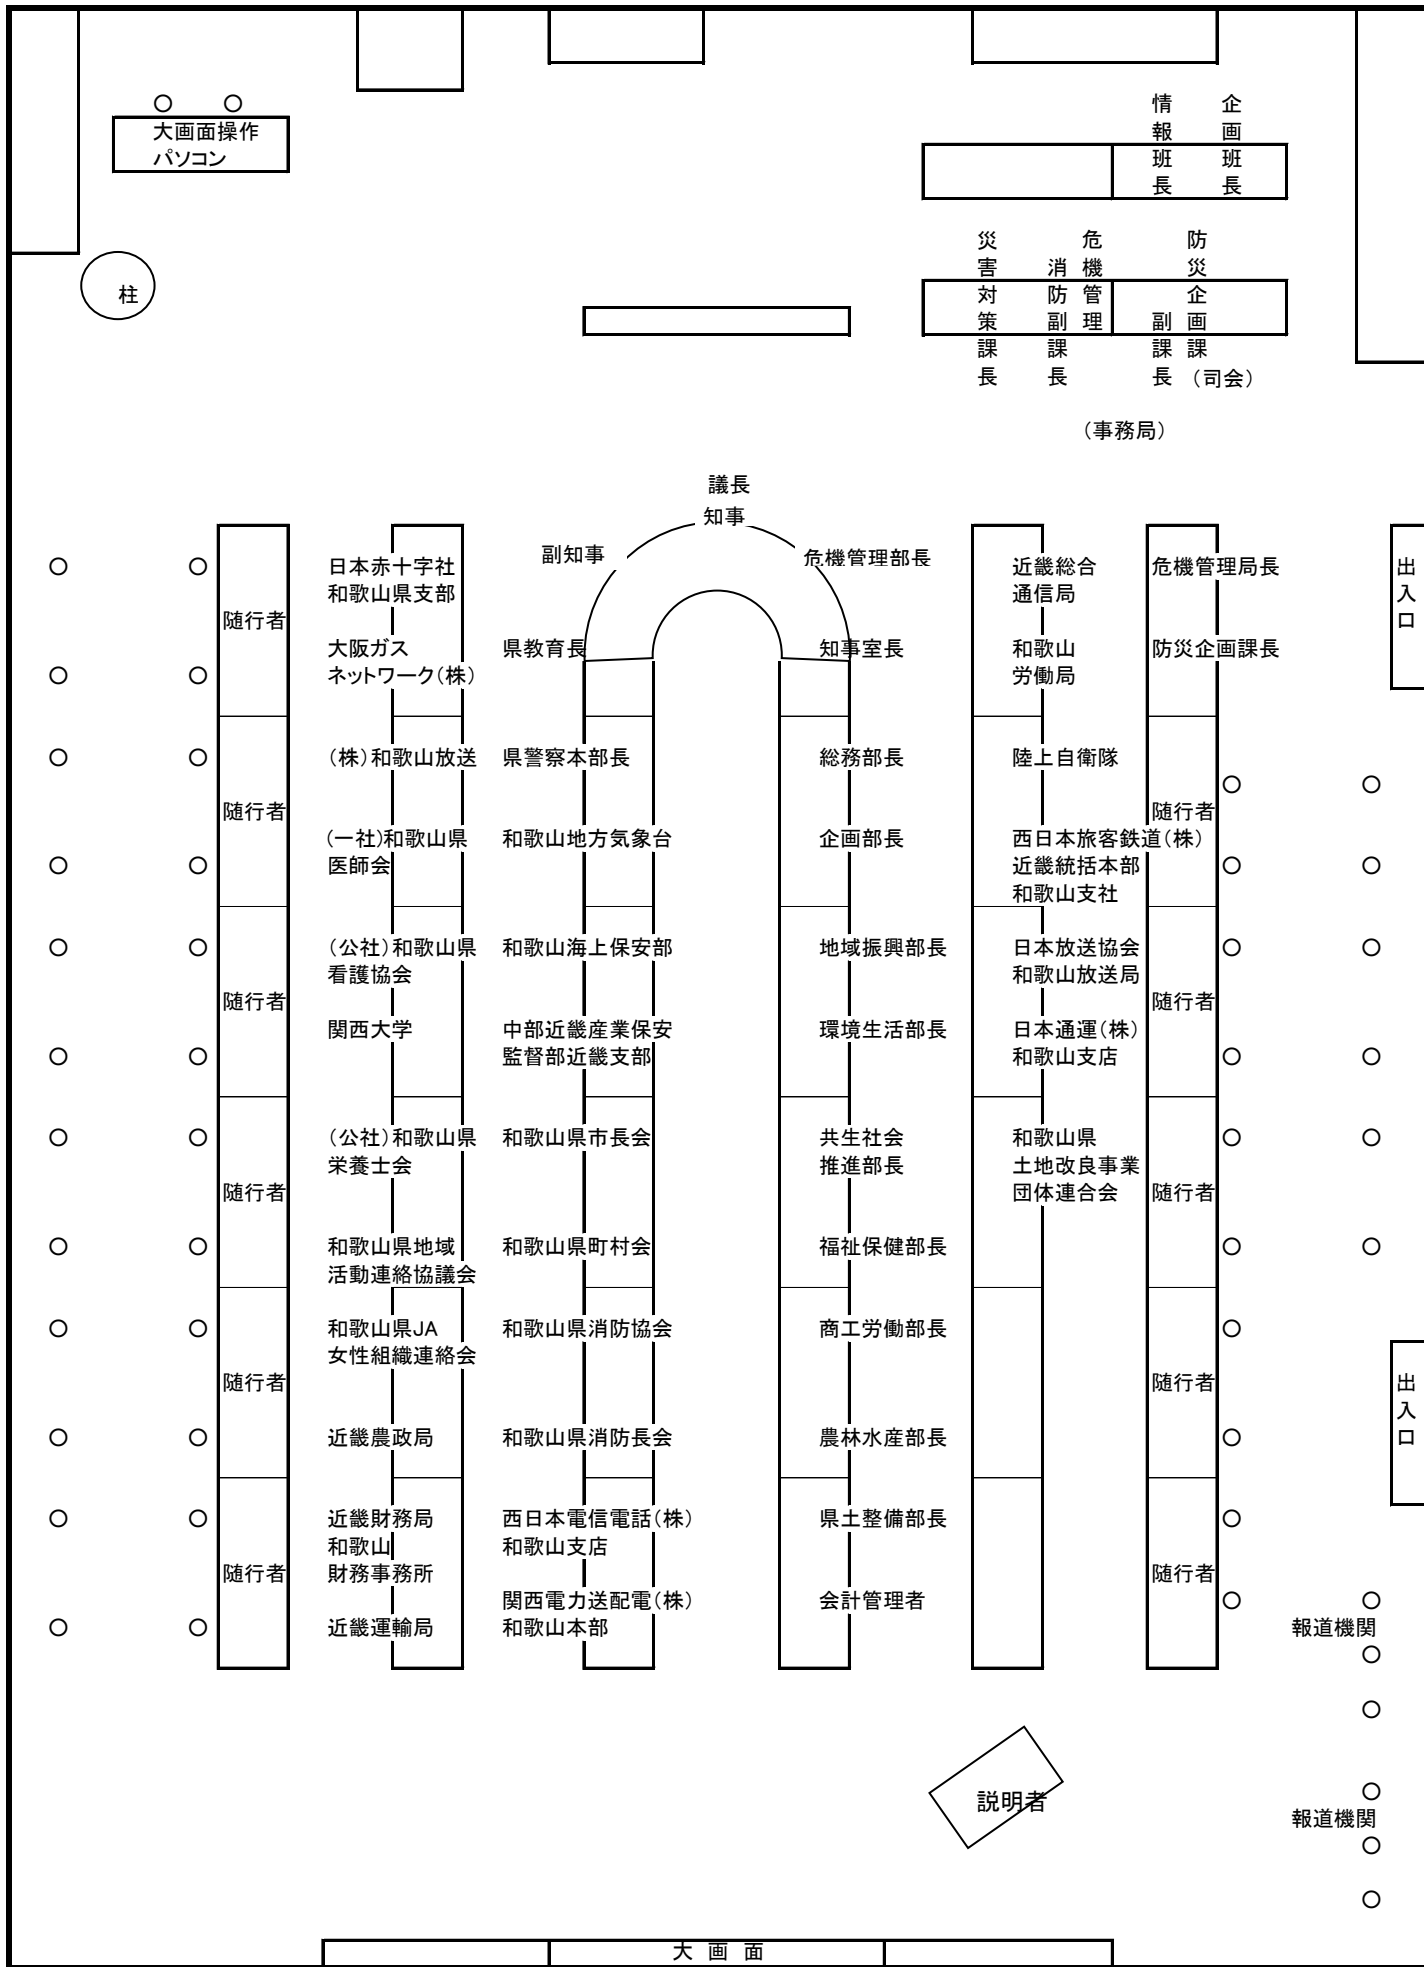 大画面操作
パソコン
情報班長
企画班長
柱
災害対策課長
消防副課長
危機管理
副課長
防災企画課
（司会）
（事務局）
議長
知事
副知事
危機管理部長
随行者
随行者
随行者
随行者
随行者
随行者
日本赤十字社
和歌山県支部
大阪ガス
ネットワーク（株）
（株）和歌山放送
（一社）和歌山県
医師会
（公社）和歌山県
看護協会
関西大学
（公社）和歌山県
栄養士会
和歌山県地域
活動連絡協議会
和歌山県JA
女性組織連絡会
近畿農政局
近畿財務局
和歌山
財務事務所
近畿運輸局
県教育長
県警察本部長
和歌山地方気象台
和歌山海上保安部
中部近畿産業保安
監督部近畿支部
和歌山県市長会
和歌山県町村会
和歌山県消防協会
和歌山県消防長会
西日本電信電話（株）
和歌山支店
関西電力送配電（株）
和歌山本部
知事室長
総務部長
企画部長
地域振興部長
環境生活部長
共生社会
推進部長
福祉保健部長
商工労働部長
農林水産部長
県土整備部長
会計管理者
近畿総合
通信局
和歌山
労働局
陸上自衛隊
西日本旅客鉄道（株）
近畿統括本部
和歌山支社
日本放送協会
和歌山放送局
日本通運（株）
和歌山支店
和歌山県
土地改良事業
団体連合会
危機管理局長
防災企画課長
随行者
随行者
随行者
随行者
随行者
出入口
出入口
報道機関
報道機関
説明者
大画面